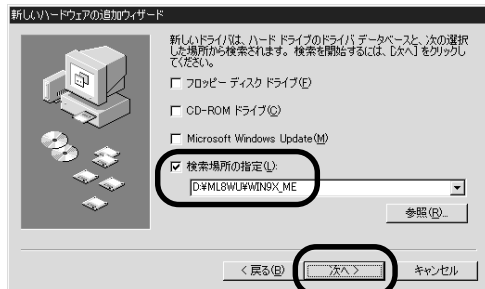 新しいハードウェアの追加ウィザード
新しいドライバは、ハード ドライブのドライバ データベースと、次の選択
した場所から検索されます。検索を開始するには、[次へ] をクリックし
てください。
フロッピー ディスク ドライブ(F)
CD-ROM ドライブ(C)
Microsoft Windows Update(M)
検索場所の指定(L):
D:¥ML8WU¥WIN9X_ME
参照(R)...
< 戻る(B)
次へ >
キャンセル